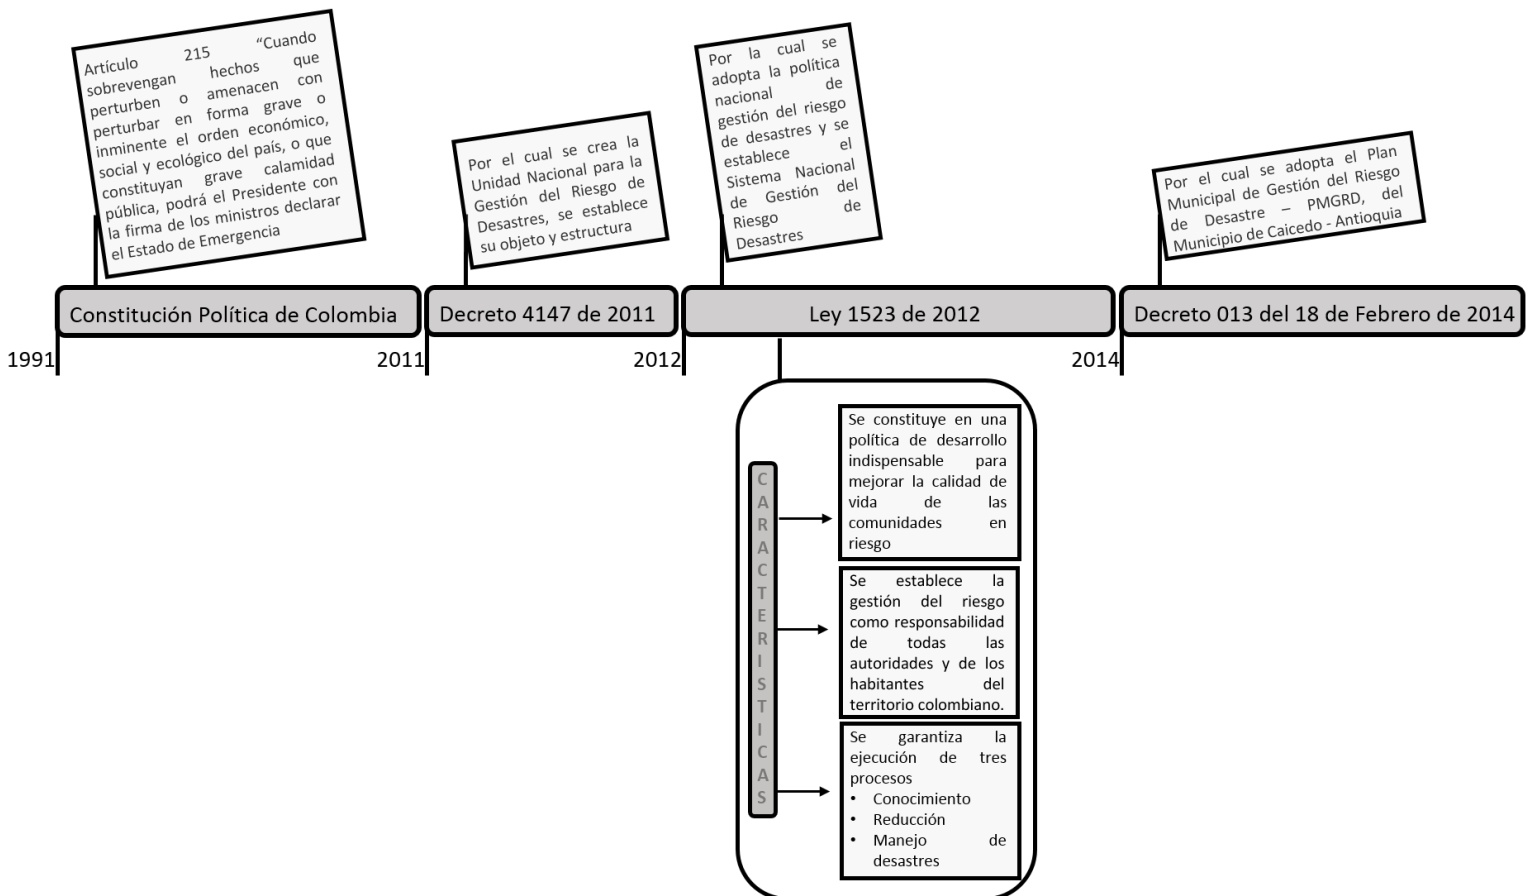 Artículo 215 “Cuando
sobrevengan hechos que
perturben o amenacen con
perturbar en forma grave o
inminente el orden económico,
social y ecológico del país, o que
constituyan grave calamidad
pública, podrá el Presidente con
la firma de los ministros declarar
el Estado de Emergencia
Por el cual se crea la
Unidad Nacional para la
Gestión del Riesgo de
Desastres, se establece
su objeto y estructura
Por la cual se
adopta la política
nacional de
gestión del riesgo
de desastres y se
establece el
Sistema Nacional
de Gestión del
Riesgo de
Desastres
Por el cual se adopta el Plan
Municipal de Gestión del Riesgo
de Desastre – PMGRD, del
Municipio de Caicedo - Antioquia
Constitución Política de Colombia
Decreto 4147 de 2011
Ley 1523 de 2012
Decreto 013 del 18 de Febrero de 2014
1991
2011
2012
2014
CARACTERISTICAS
Se constituye en una
política de desarrollo
indispensable para
mejorar la calidad de
vida de las
comunidades en
riesgo
Se establece la
gestión del riesgo
como responsabilidad
de todas las
autoridades y de los
habitantes del
territorio colombiano.
Se garantiza la
ejecución de tres
procesos
• Conocimiento
• Reducción
• Manejo de
desastres